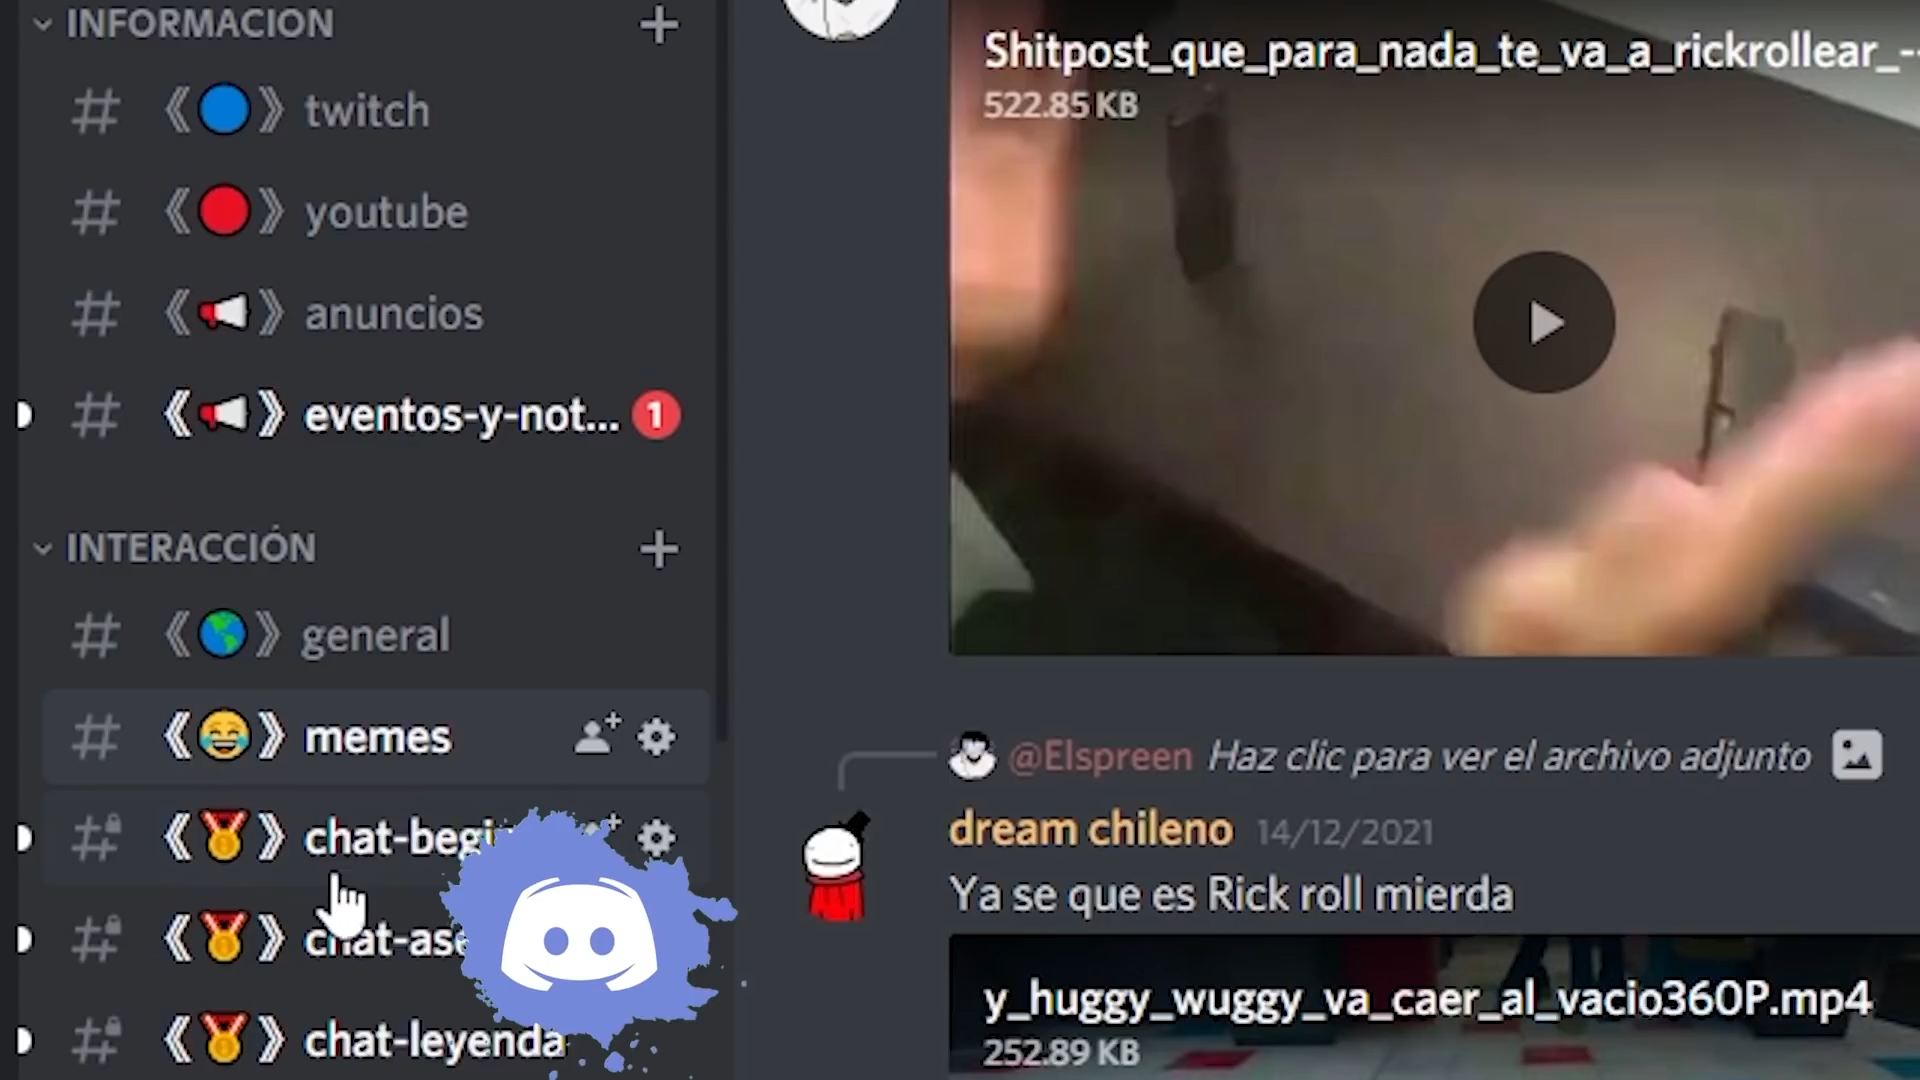 INFORMACION
《🔵》 twitch
《🔴》 youtube
《📢》 anuncios
《📢》 eventos-y-not... 1
INTERACCIÓN
《🌎》 general
《😂》 memes
《🏅》
《🏅》
《🏅》 chat-leyenda
Shitpost_que_para_nada_te_va_a_rickrollear_-
522.85 KB
@Elspreen Haz clic para ver el archivo adjunto
dream chileno 14/12/2021
Ya se que es Rick roll mierda
y_huggy_wuggy_va_caer_al_vacio360P.mp4
252.89 KB